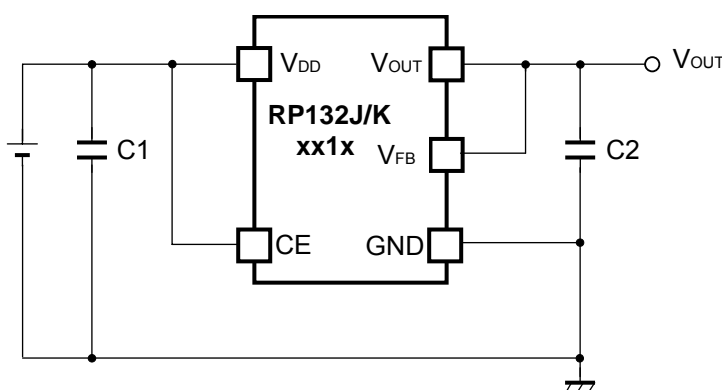 VDD
VOUT
VOUT
RP132J/K
xx1x
C1
VFB
C2
CE
GND